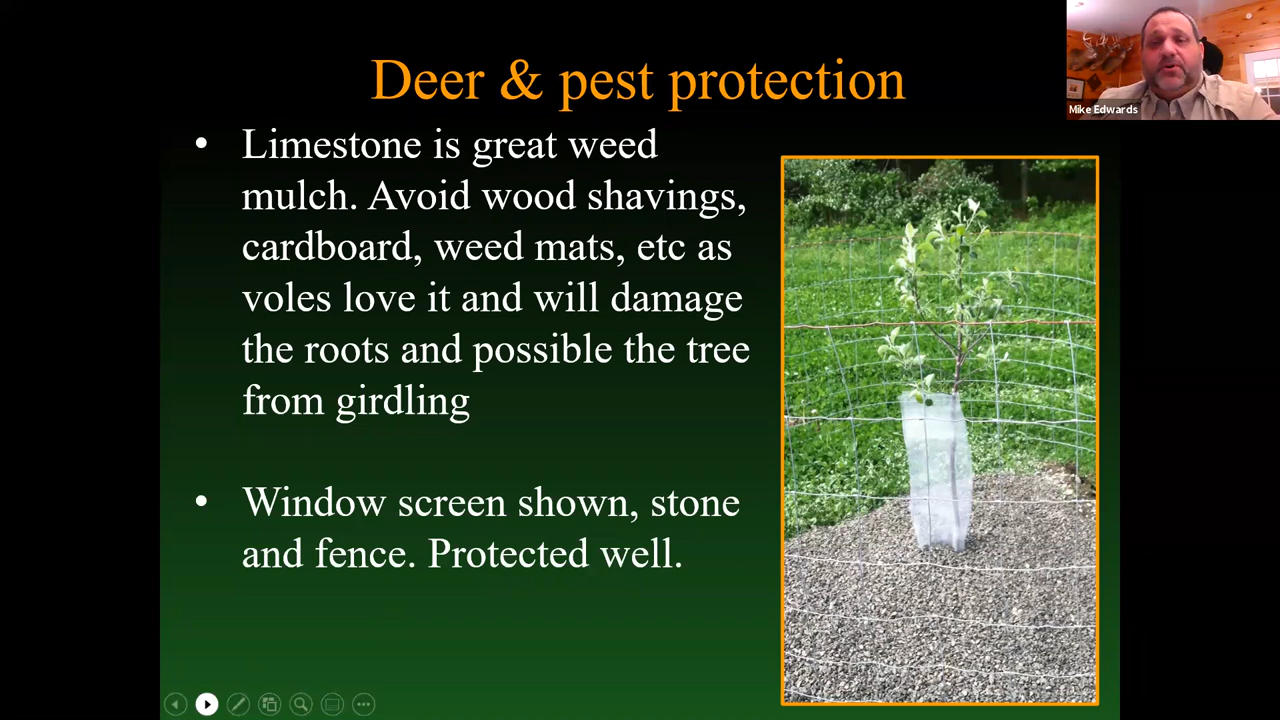 Deer & pest protection
Mike Edwards
• Limestone is great weed
mulch. Avoid wood shavings,
cardboard, weed mats, etc as
voles love it and will damage
the roots and possible the tree
from girdling
• Window screen shown, stone
and fence. Protected well.